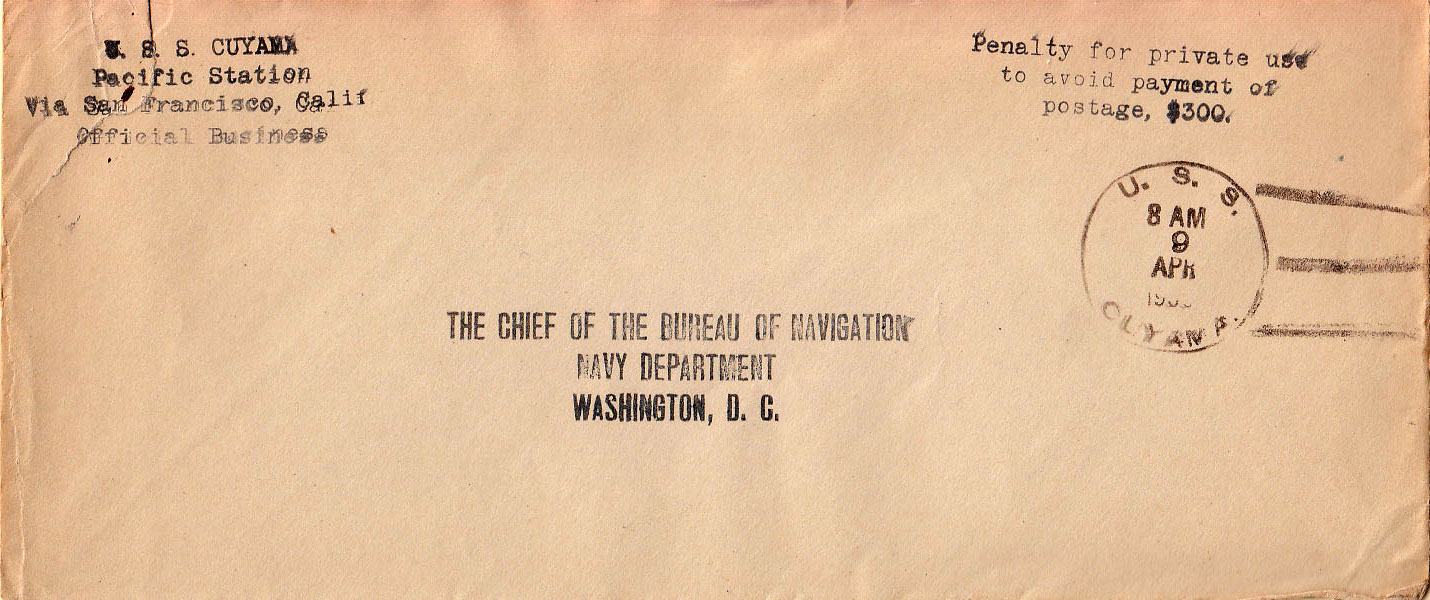 U. S. S. CUYAMA
Pacific Station
Via San Francisco, Calif
Official Business
Penalty for private use
to avoid payment of
postage, $300.
U. S. S.
8 AM
9
APR
CUYAMA.
THE CHIEF OF THE BUREAU OF NAVIGATION
NAVY DEPARTMENT
WASHINGTON, D. C.